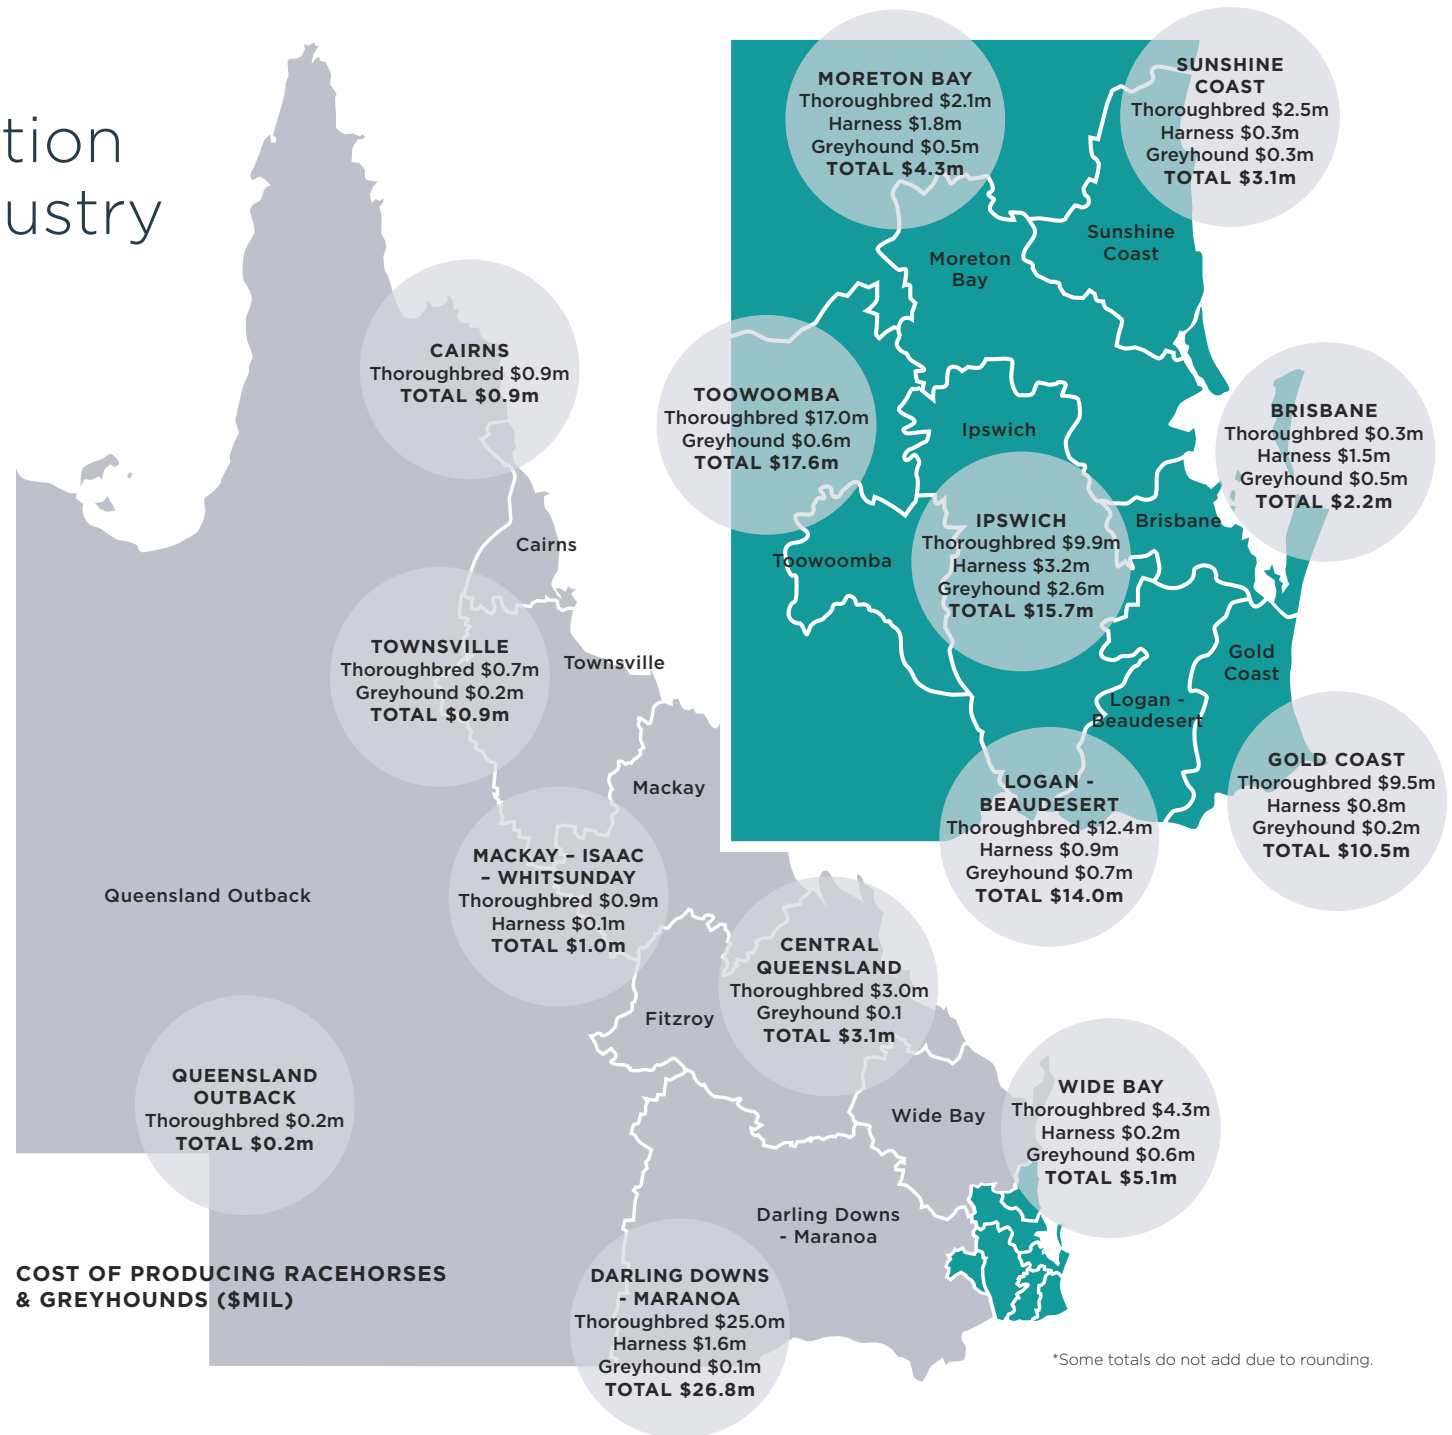 tion
ustry
MORETON BAY
Thoroughbred $2.1m
Harness $1.8m
Greyhound $0.5m
TOTAL $4.3m
SUNSHINE
COAST
Thoroughbred $2.5m
Harness $0.3m
Greyhound $0.3m
TOTAL $3.1m
Sunshine
Coast
Moreton
Bay
CAIRNS
Thoroughbred $0.9m
TOTAL $0.9m
TOOWOOMBA
Thoroughbred $17.0m
Greyhound $0.6m
TOTAL $17.6m
Ipswich
BRISBANE
Thoroughbred $0.3m
Harness $1.5m
Greyhound $0.5m
TOTAL $2.2m
IPSWICH
Thoroughbred $9.9m
Harness $3.2m
Greyhound $2.6m
TOTAL $15.7m
Brisbane
Cairns
Toowoomba
TOWNSVILLE
Thoroughbred $0.7m
Greyhound $0.2m
TOTAL $0.9m
Townsville
Gold
Coast
Logan -
Beaudesert
GOLD COAST
Thoroughbred $9.5m
Harness $0.8m
Greyhound $0.2m
TOTAL $10.5m
LOGAN -
BEAUDESERT
Thoroughbred $12.4m
Harness $0.9m
Greyhound $0.7m
TOTAL $14.0m
Mackay
MACKAY – ISAAC
– WHITSUNDAY
Thoroughbred $0.9m
Harness $0.1m
TOTAL $1.0m
Queensland Outback
CENTRAL
QUEENSLAND
Thoroughbred $3.0m
Greyhound $0.1
TOTAL $3.1m
Fitzroy
QUEENSLAND
OUTBACK
Thoroughbred $0.2m
TOTAL $0.2m
Wide Bay
WIDE BAY
Thoroughbred $4.3m
Harness $0.2m
Greyhound $0.6m
TOTAL $5.1m
Darling Downs
- Maranoa
COST OF PRODUCING RACEHORSES
& GREYHOUNDS ($MIL)
DARLING DOWNS
- MARANOA
Thoroughbred $25.0m
Harness $1.6m
Greyhound $0.1m
TOTAL $26.8m
*Some totals do not add due to rounding.